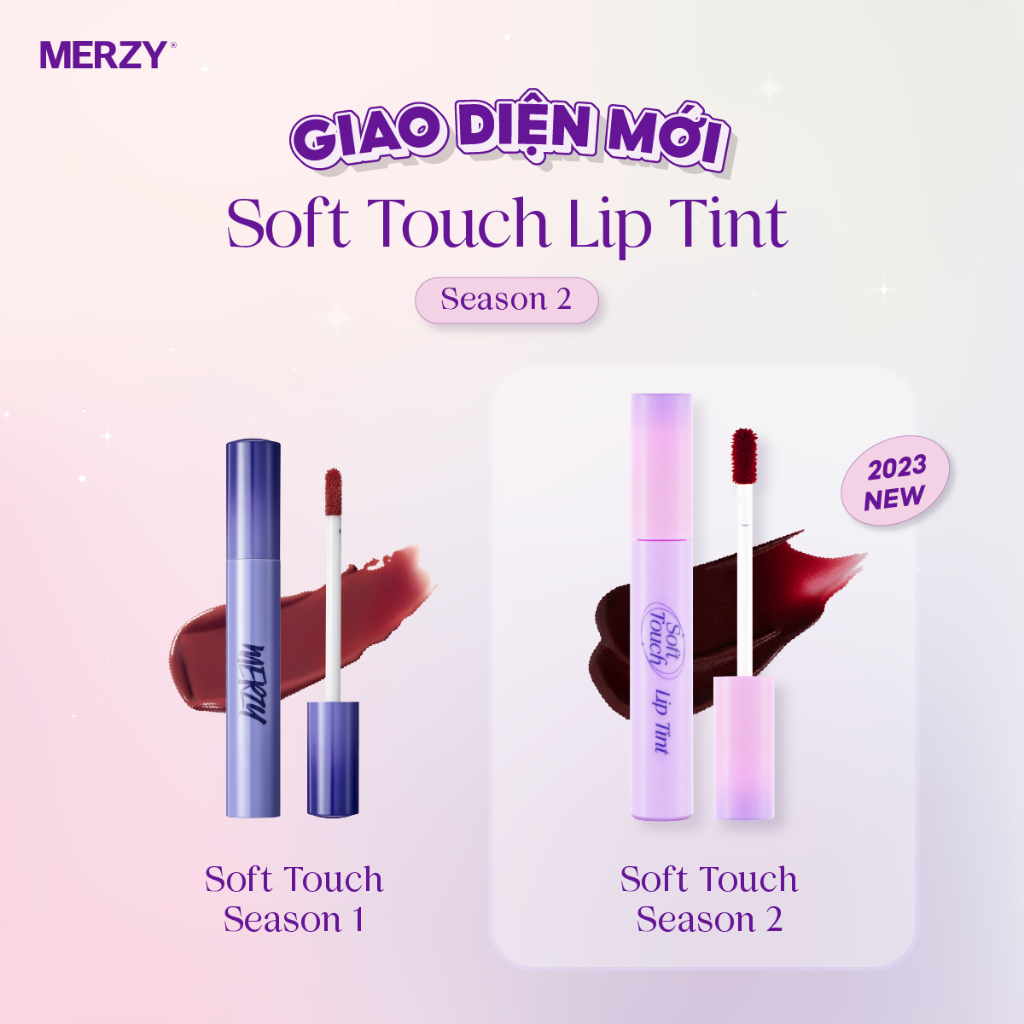 MERZY®
GIAO DIỆN MỚI
Soft Touch Lip Tint
Season 2
2023
NEW
MERZY
Soft
Touch
Lip Tint
Soft Touch
Season 1
Soft Touch
Season 2